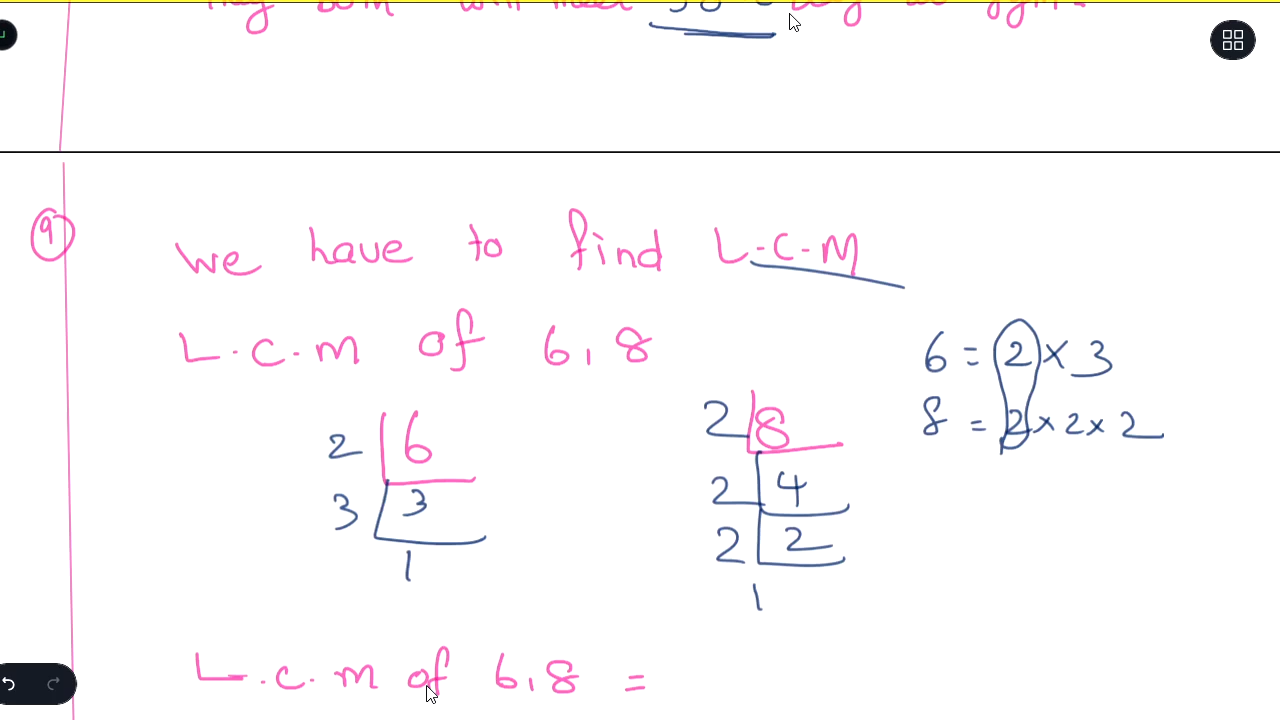 9 we have to find L.C.M
L.C.M of 6,8
6 = 2 × 3
8 = 2 × 2 × 2
2 | 6
3 | 3
1
2 | 8
2 | 4
2 | 2
1
L.C.M of 6,8 =